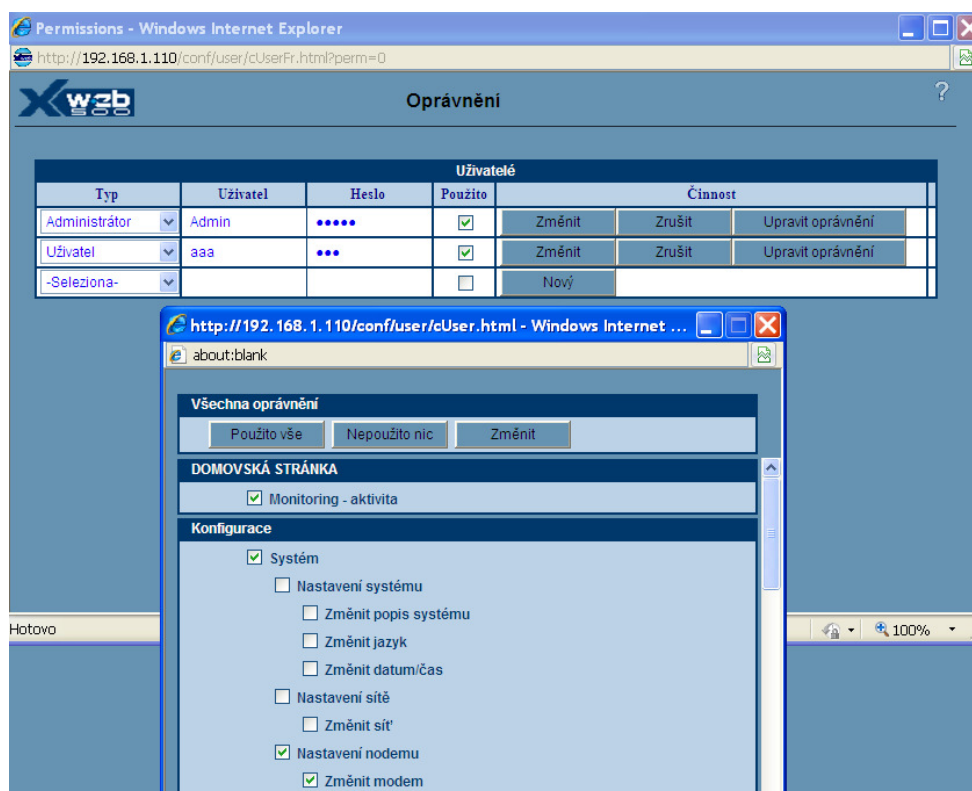 Permissions - Windows Internet Explorer
http://192.168.1.110/conf/user/cUserFr.html?perm=0
Xweb 500 Oprávnění ?
Uživatelé
Typ Uživatel Heslo Použito Činnost
Administrátor Admin ●●●●● Změnit Zrušit Upravit oprávnění
Uživatel aaa ●●● Změnit Zrušit Upravit oprávnění
-Seleziona- Nový
http://192.168.1.110/conf/user/cUser.html - Windows Internet ...
about:blank
Všechna oprávnění
Použito vše Nepoužito nic Změnit
DOMOVSKÁ STRÁNKA
Monitoring - aktivita
Konfigurace
Systém
Nastavení systému
Změnit popis systému
Změnit jazyk
Změnit datum/čas
Nastavení sítě
Změnit sít'
Nastavení nodemu
Změnit modem
Hotovo 100%